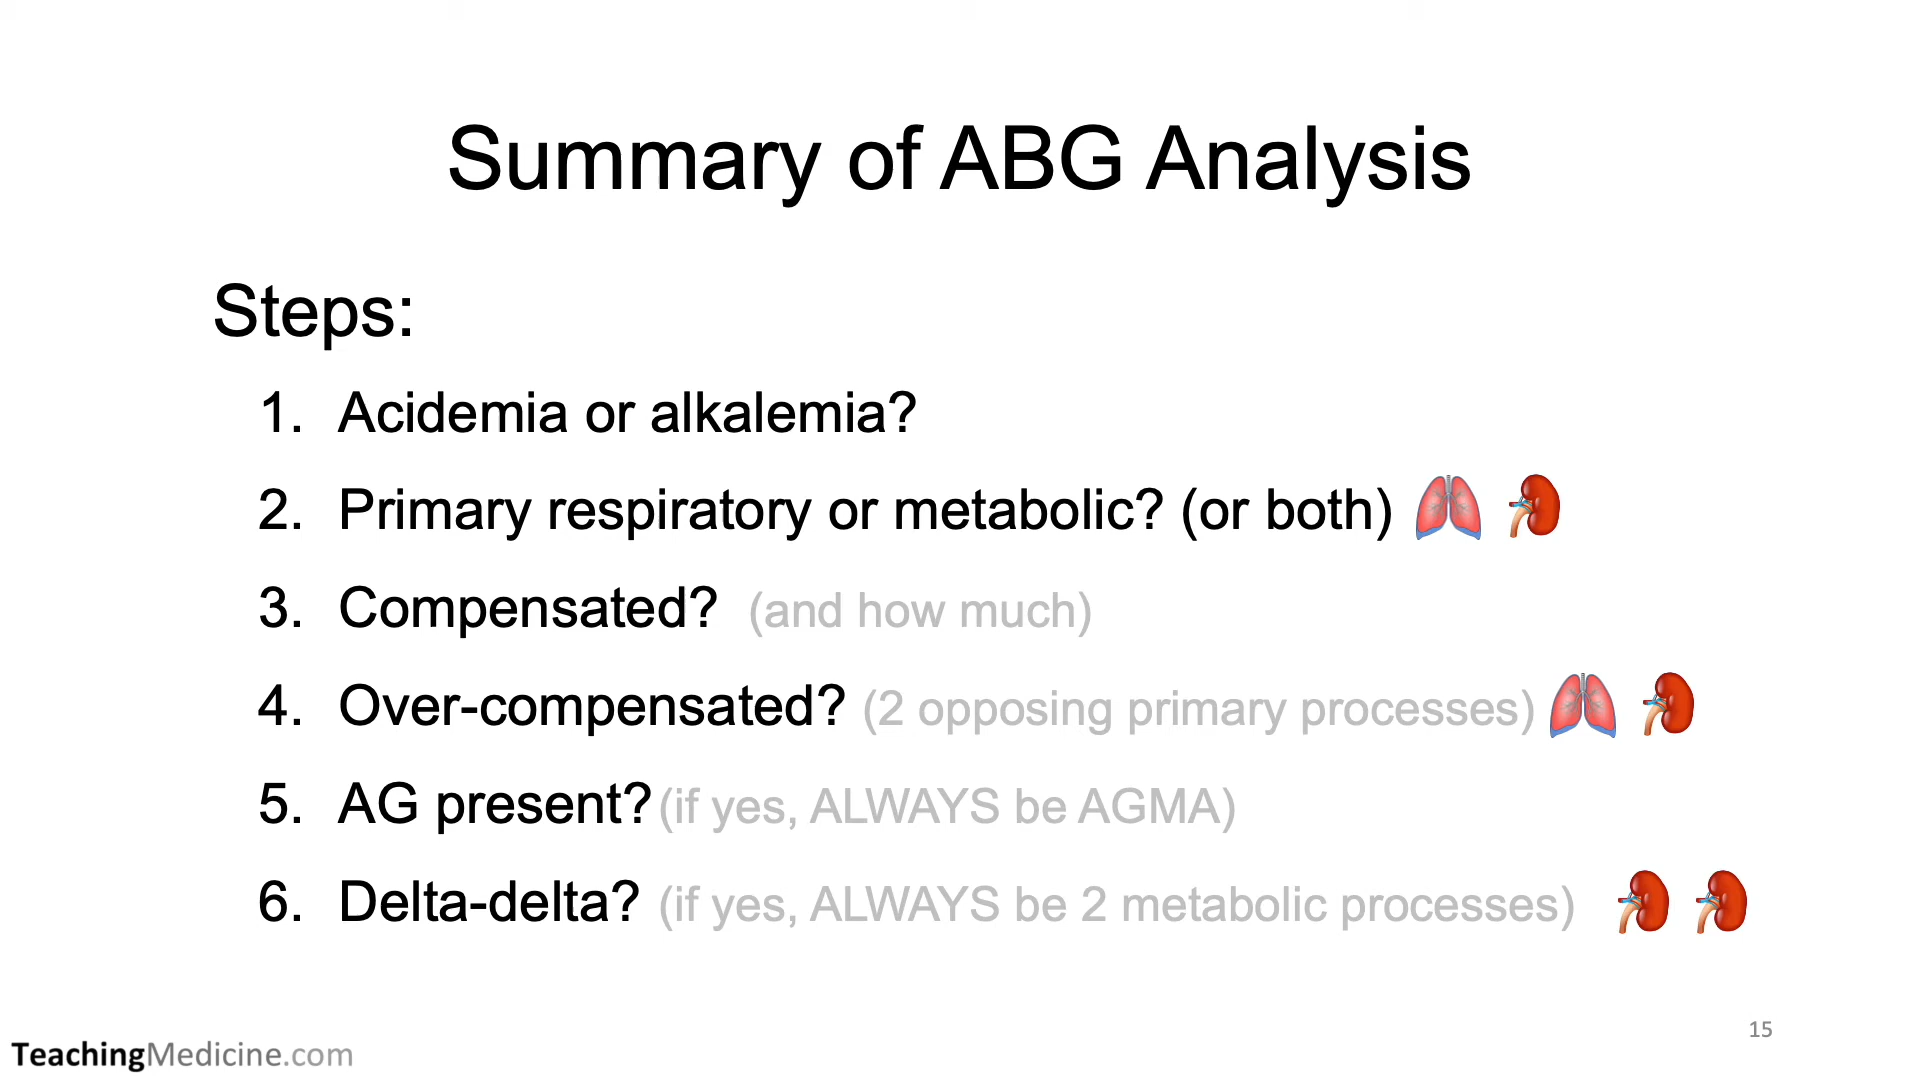 Summary of ABG Analysis
Steps:
1. Acidemia or alkalemia?
2. Primary respiratory or metabolic? (or both)
3. Compensated? (and how much)
4. Over-compensated? (2 opposing primary processes)
5. AG present? (if yes, ALWAYS be AGMA)
6. Delta-delta? (if yes, ALWAYS be 2 metabolic processes)
15
TeachingMedicine.com